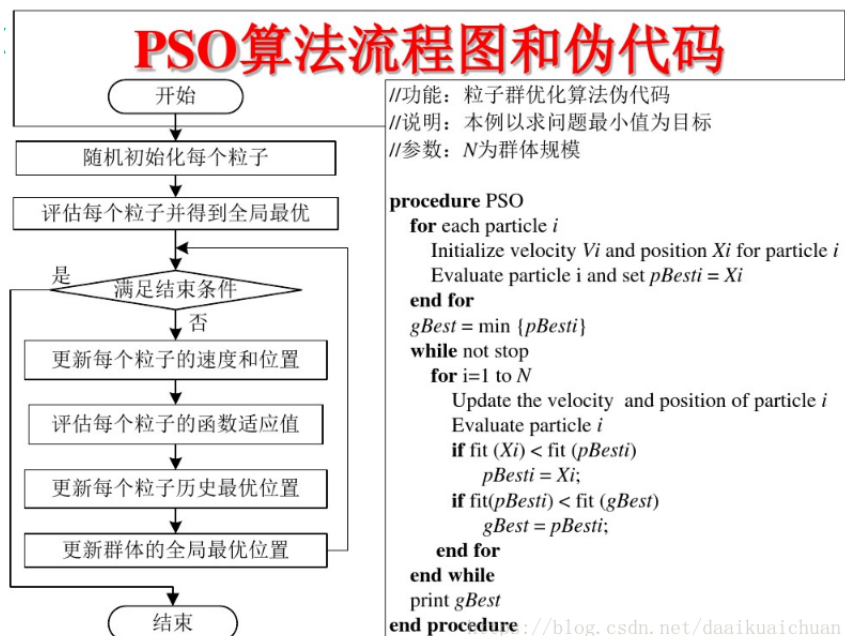 PSO算法流程图和伪代码
开始
随机初始化每个粒子
评估每个粒子并得到全局最优
是
满足结束条件
否
更新每个粒子的速度和位置
评估每个粒子的函数适应值
更新每个粒子历史最优位置
更新群体的全局最优位置
结束
//功能：粒子群优化算法伪代码
//说明：本例以求问题最小值为目标
//参数：N为群体规模
procedure PSO
for each particle i
Initialize velocity Vi and position Xi for particle i
Evaluate particle i and set pBesti = Xi
end for
gBest = min {pBesti}
while not stop
for i=1 to N
Update the velocity and position of particle i
Evaluate particle i
if fit (Xi) < fit (pBesti)
pBesti = Xi;
if fit(pBesti) < fit (gBest)
gBest = pBesti;
end for
end while
print gBest
end procedure
https://blog.csdn.net/daaikuaichuan